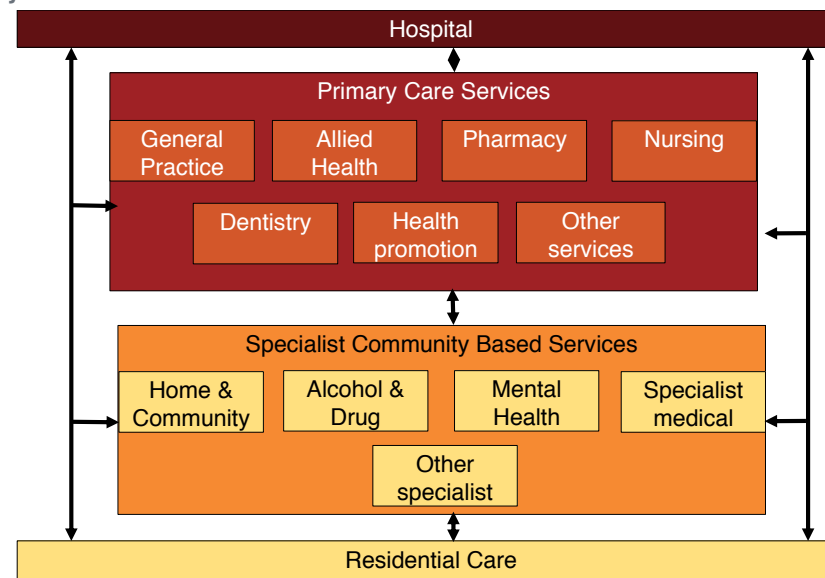 Hospital
Primary Care Services
General
Practice
Allied
Health
Pharmacy
Nursing
Dentistry
Health
promotion
Other
services
Specialist Community Based Services
Home &
Community
Alcohol &
Drug
Mental
Health
Specialist
medical
Other
specialist
Residential Care